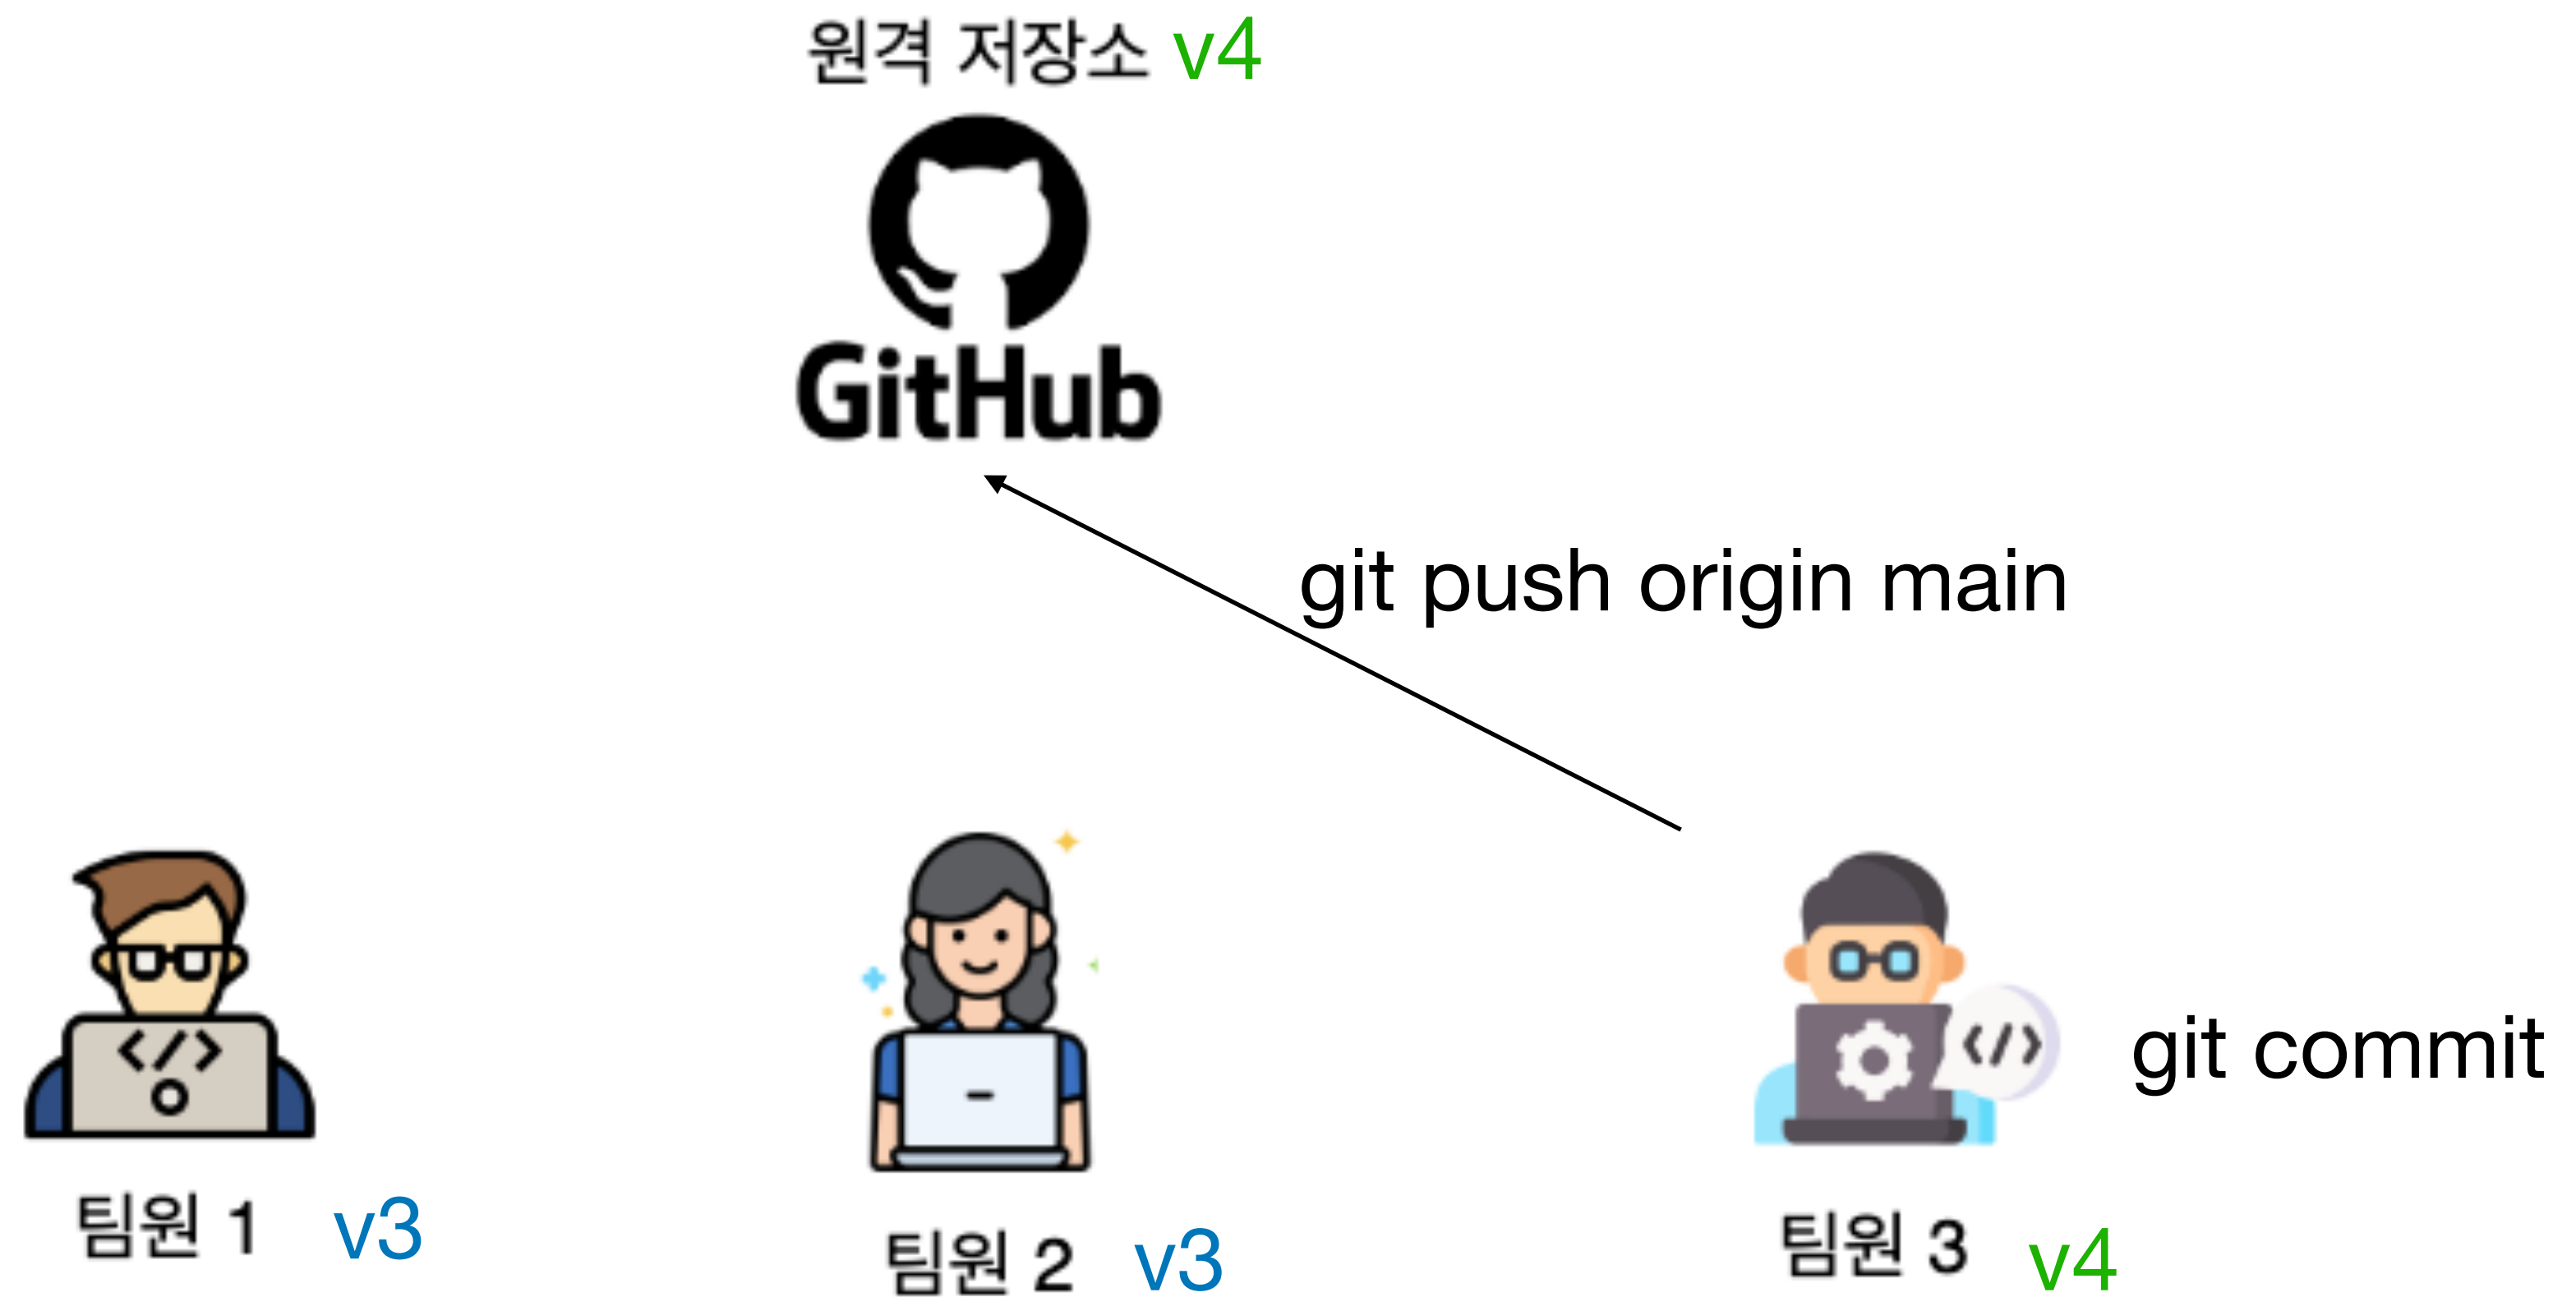 원격 저장소 v4
GitHub
git push origin main
</>
</>
git commit
팀원 1 v3
팀원 2 v3
팀원 3 v4